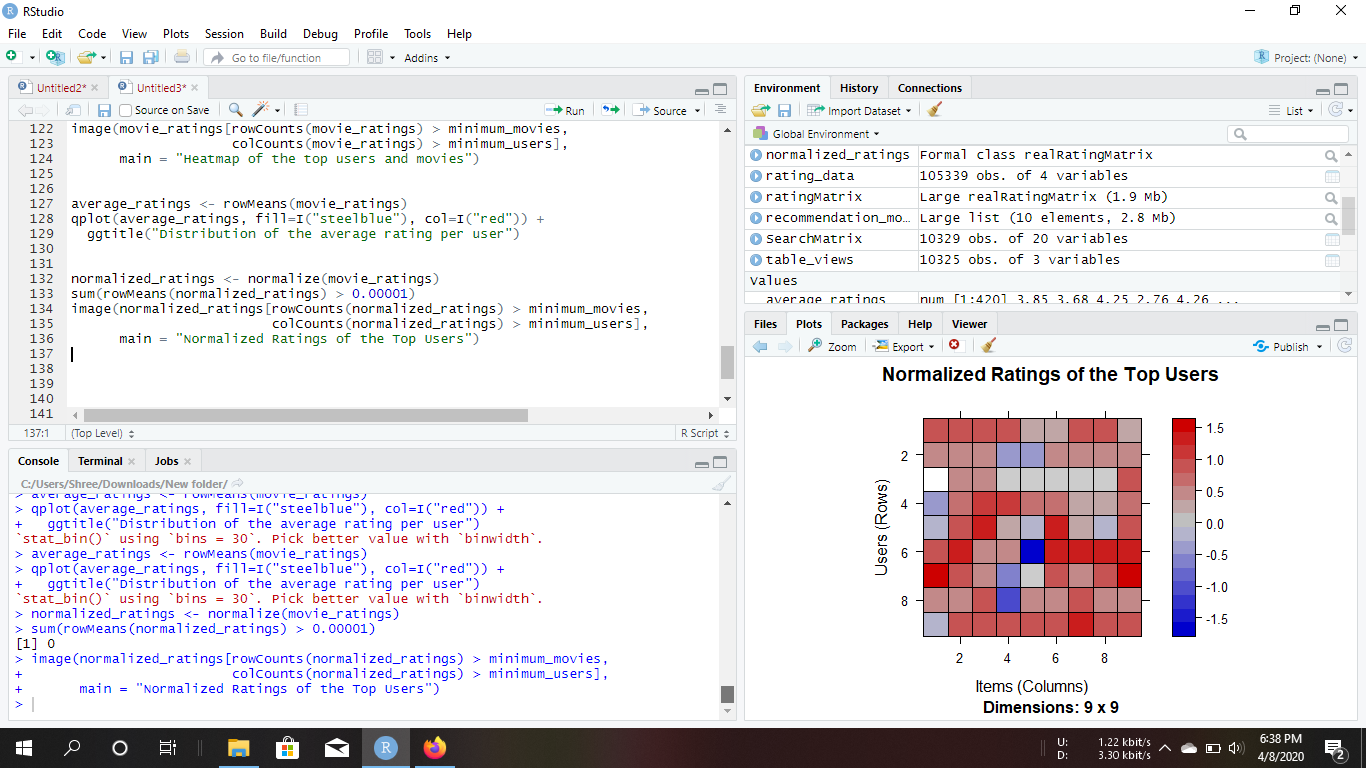 RStudio
File Edit Code View Plots Session Build Debug Profile Tools Help
Go to file/function Addins Project: (None)
Untitled2* Untitled3*
Source on Save Run Source
122 image(movie_ratings[rowCounts(movie_ratings) > minimum_movies,
123 colCounts(movie_ratings) > minimum_users],
124 main = "Heatmap of the top users and movies")
125
126
127 average_ratings <- rowMeans(movie_ratings)
128 qplot(average_ratings, fill=I("steelblue"), col=I("red")) +
129 ggtitle("Distribution of the average rating per user")
130
131
132 normalized_ratings <- normalize(movie_ratings)
133 sum(rowMeans(normalized_ratings) > 0.00001)
134 image(normalized_ratings[rowCounts(normalized_ratings) > minimum_movies,
135 colCounts(normalized_ratings) > minimum_users],
136 main = "Normalized Ratings of the Top Users")
137
138
139
140
141
137:1 (Top Level) R Script
Console Terminal Jobs
C:/Users/Shree/Downloads/New folder/
> average_ratings <- rowMeans(movie_ratings)
> qplot(average_ratings, fill=I("steelblue"), col=I("red")) +
+ ggtitle("Distribution of the average rating per user")
`stat_bin()` using `bins = 30`. Pick better value with `binwidth`.
> average_ratings <- rowMeans(movie_ratings)
> qplot(average_ratings, fill=I("steelblue"), col=I("red")) +
+ ggtitle("Distribution of the average rating per user")
`stat_bin()` using `bins = 30`. Pick better value with `binwidth`.
> normalized_ratings <- normalize(movie_ratings)
> sum(rowMeans(normalized_ratings) > 0.00001)
[1] 0
> image(normalized_ratings[rowCounts(normalized_ratings) > minimum_movies,
+ colCounts(normalized_ratings) > minimum_users],
+ main = "Normalized Ratings of the Top Users")
>
Environment History Connections
Import Dataset List
Global Environment
normalized_ratings Formal class realRatingMatrix
rating_data 105339 obs. of 4 variables
ratingMatrix Large realRatingMatrix (1.9 Mb)
recommendation_mo… Large list (10 elements, 2.8 Mb)
SearchMatrix 10329 obs. of 20 variables
table_views 10325 obs. of 3 variables
Values
average_ratings num [1:420] 3.85 3.68 4.25 2.76 4.26 ...
Files Plots Packages Help Viewer
Zoom Export Publish
Normalized Ratings of the Top Users
Users (Rows)
2
4
6
8
2 4 6 8
Items (Columns)
Dimensions: 9 x 9
1.5
1.0
0.5
0.0
-0.5
-1.0
-1.5
U: 1.22 kbit/s
D: 3.30 kbit/s
6:38 PM
4/8/2020
2